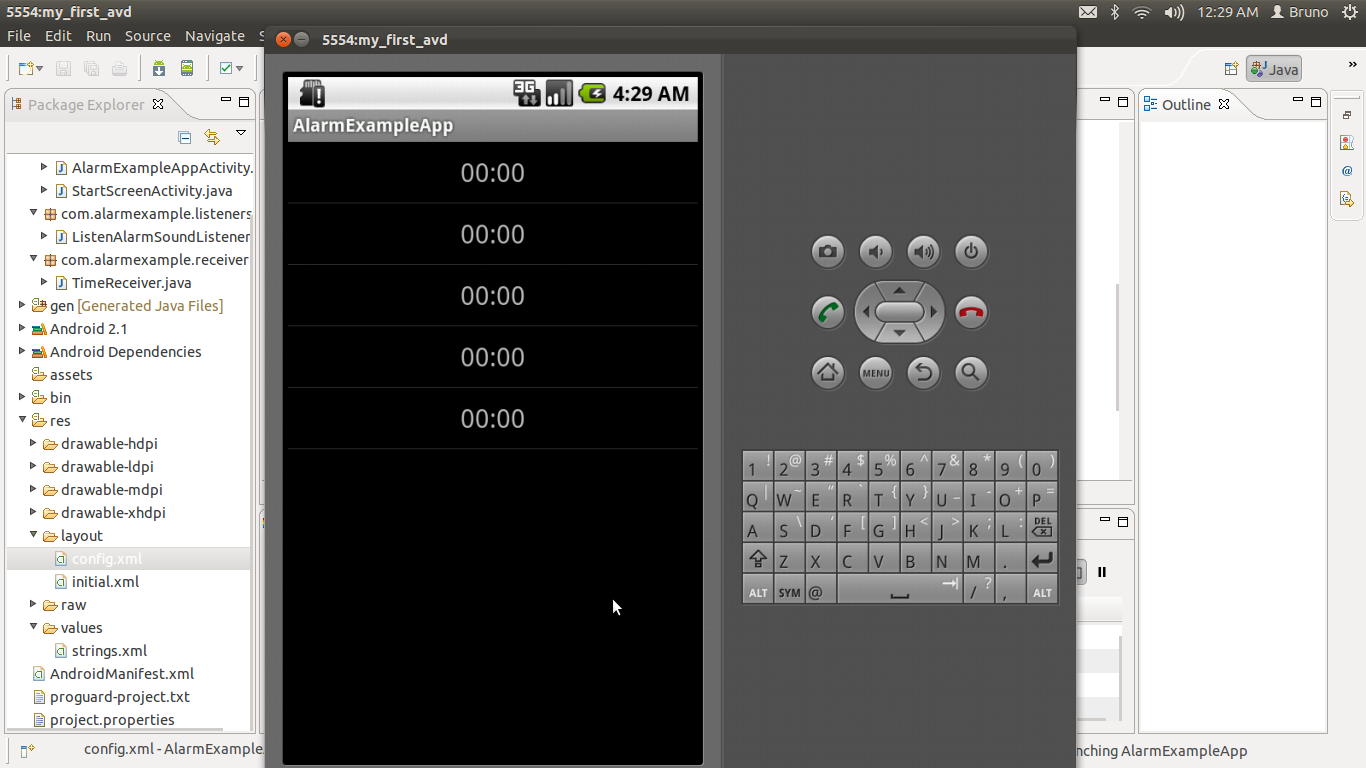 5554:my_first_avd
12:29 AM Bruno
File Edit Run Source Navigate
5554:my_first_avd
Java
Package Explorer
AlarmExampleAppActivity.
StartScreenActivity.java
com.alarmexample.listeners
ListenAlarmSoundListener
com.alarmexample.receiver
TimeReceiver.java
gen [Generated Java Files]
Android 2.1
Android Dependencies
assets
bin
res
drawable-hdpi
drawable-ldpi
drawable-mdpi
drawable-xhdpi
layout
config.xml
initial.xml
raw
values
strings.xml
AndroidManifest.xml
proguard-project.txt
project.properties
3G 4:29 AM
AlarmExampleApp
00:00
00:00
00:00
00:00
00:00
MENU
1 ! 2 @ 3 # 4 $ 5 % 6 ^ 7 & 8 * 9 ( 0 )
Q | W ~ E “ R ` T { Y } U _ I - O + P =
A S \ D ‘ F [ G ] H < J > K ; L : DEL
Z X C V B N M .
ALT SYM @ / ? , ALT
Outline
config.xml - AlarmExample
nching AlarmExampleApp